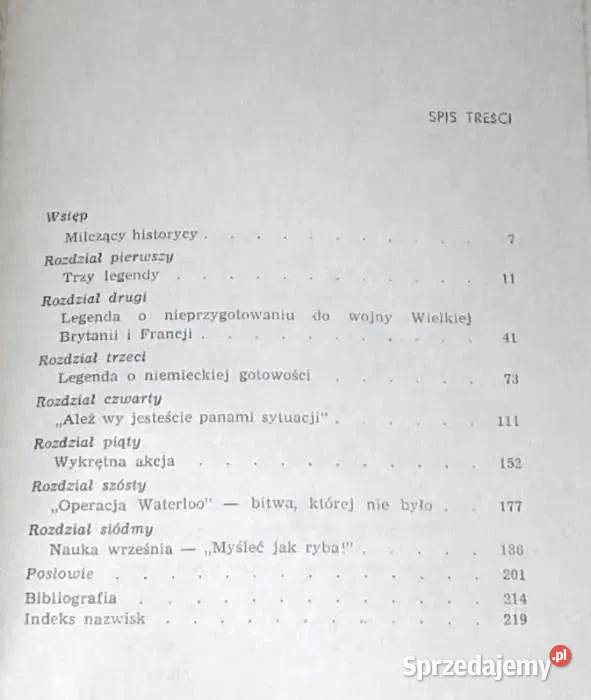 SPIS TREŚCI
Wstęp
Milczący historycy . . . . . . . . . . . 7
Rozdział pierwszy
Trzy legendy . . . . . . . . . . . . 11
Rozdział drugi
Legenda o nieprzygotowaniu do wojny Wielkiej
Brytanii i Francji . . . . . . . . . . . 41
Rozdział trzeci
Legenda o niemieckiej gotowości . . . . . . 73
Rozdział czwarty
„Ależ wy jesteście panami sytuacji" . . . . . . 111
Rozdział piąty
Wykrętna akcja . . . . . . . . . . . 152
Rozdział szósty
„Operacja Waterloo" — bitwa, której nie było . . 177
Rozdział siódmy
Nauka września — „Myśleć jak ryba!" . . . . . 186
Posłowie . . . . . . . . . . . . . 201
Bibliografia . . . . . . . . . . . . 214
Indeks nazwisk . . . . . . . . . . . 219
Sprzedajemy.pl